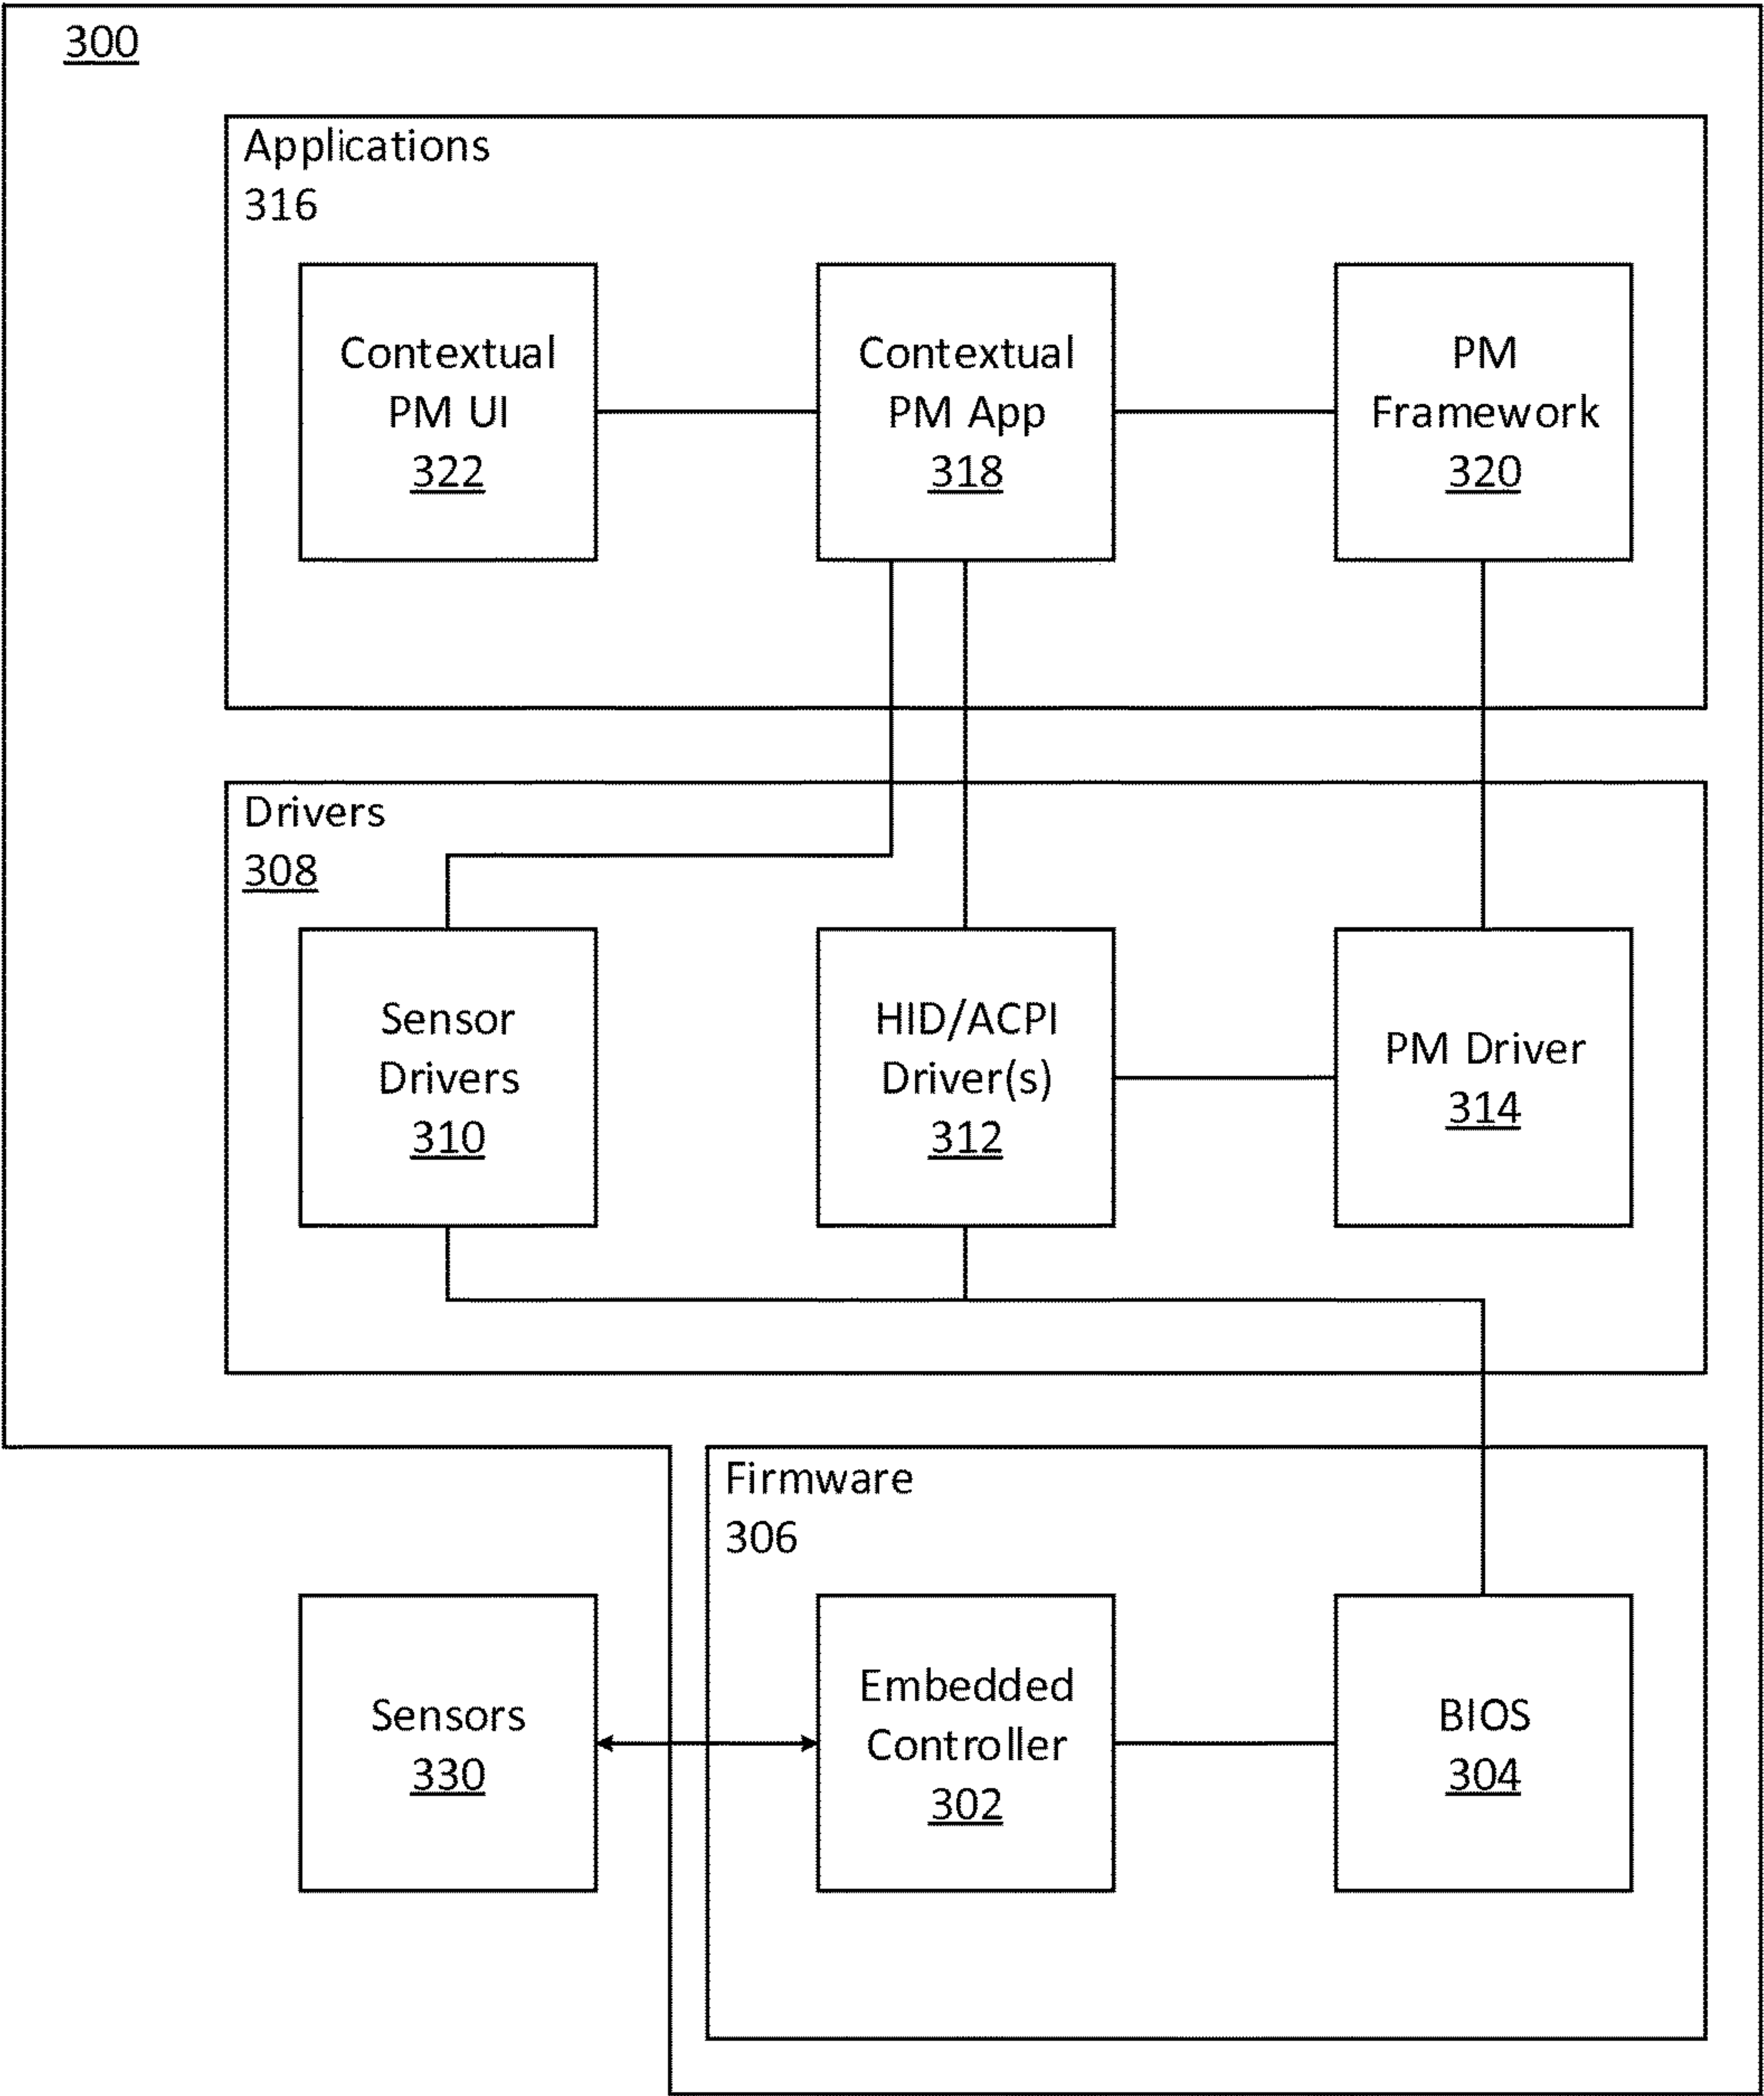 300
Applications
316
Contextual
PM UI
322
Contextual
PM App
318
PM
Framework
320
Drivers
308
Sensor
Drivers
310
HID/ACPI
Driver(s)
312
PM Driver
314
Firmware
306
Sensors
330
Embedded
Controller
302
BIOS
304